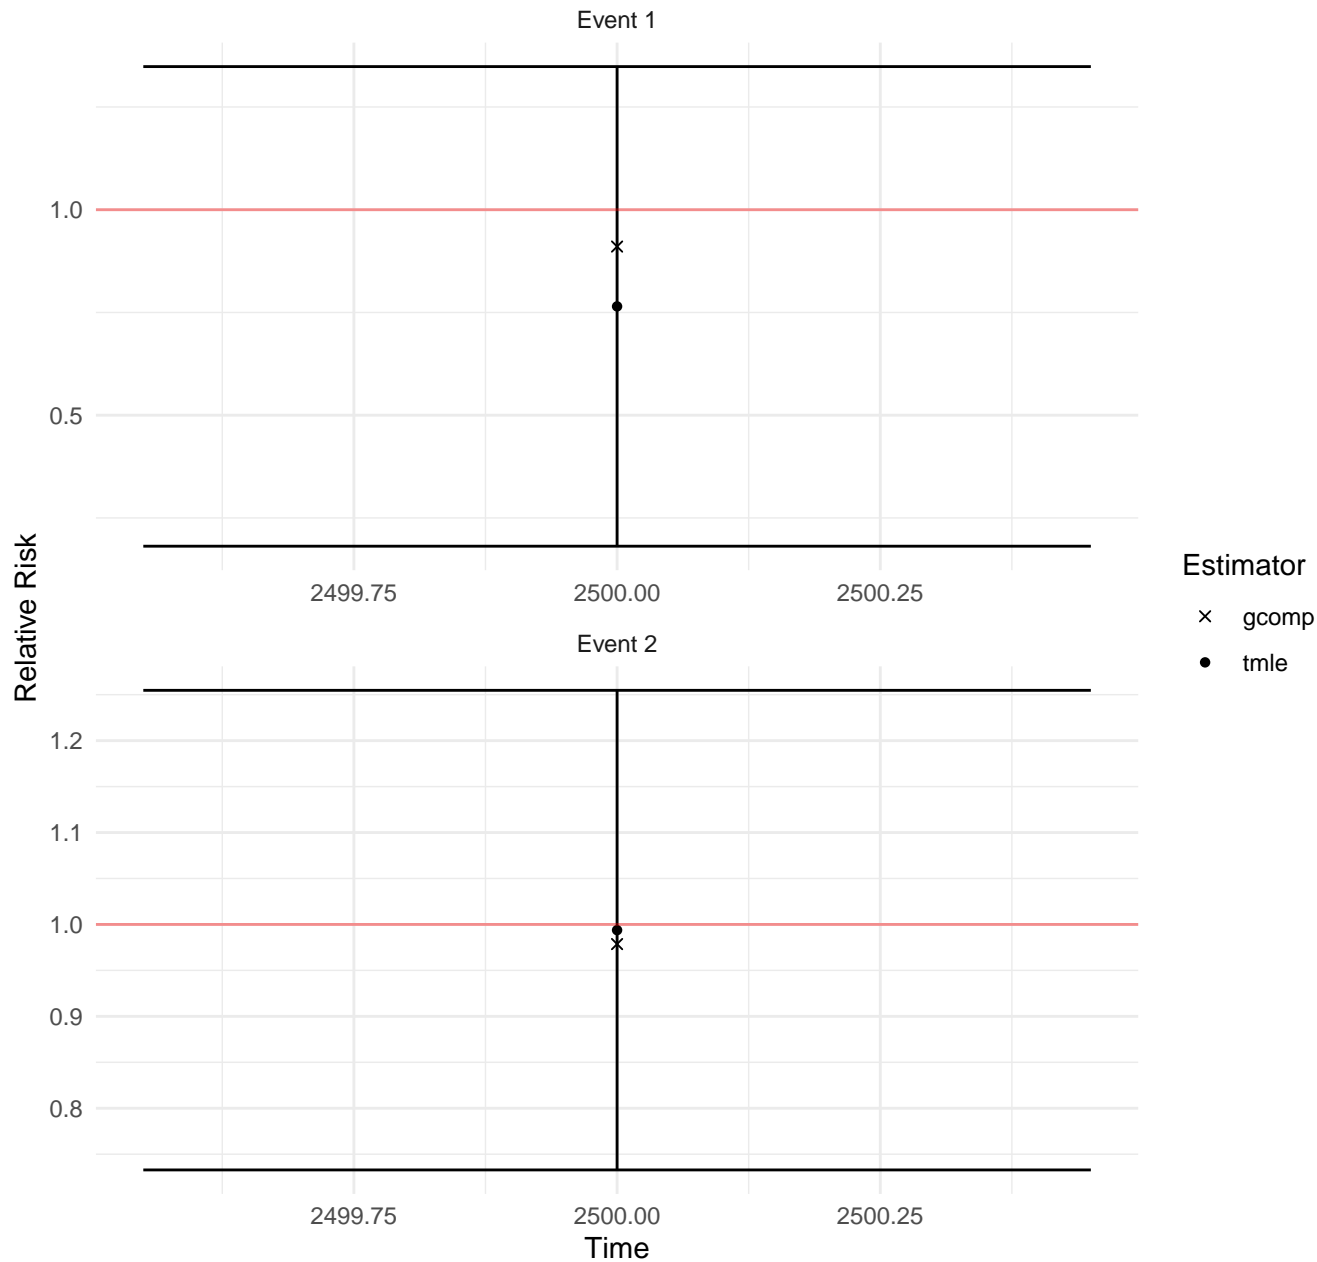 Event 1
1.0
0.5
2499.75 2500.00 2500.25
Relative Risk
Event 2
1.2
1.1
1.0
0.9
0.8
2499.75 2500.00 2500.25
Time
Estimator
gcomp
tmle